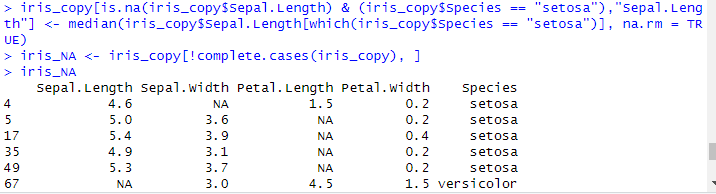 > iris_copy[is.na(iris_copy$Sepal.Length) & (iris_copy$Species == "setosa"),"Sepal.Leng
th"] <- median(iris_copy$Sepal.Length[which(iris_copy$Species == "setosa")], na.rm = TR
UE)
> iris_NA <- iris_copy[!complete.cases(iris_copy), ]
> iris_NA
Sepal.Length Sepal.Width Petal.Length Petal.Width Species
4 4.6 NA 1.5 0.2 setosa
5 5.0 3.6 NA 0.2 setosa
17 5.4 3.9 NA 0.4 setosa
35 4.9 3.1 NA 0.2 setosa
49 5.3 3.7 NA 0.2 setosa
67 NA 3.0 4.5 1.5 versicolor